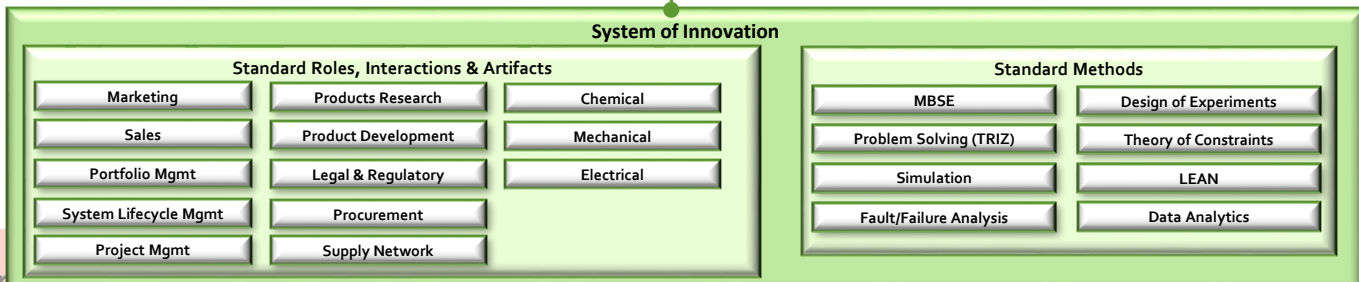 System of Innovation
Standard Roles, Interactions & Artifacts
Marketing
Sales
Portfolio Mgmt
System Lifecycle Mgmt
Project Mgmt
Products Research
Product Development
Legal & Regulatory
Procurement
Supply Network
Chemical
Mechanical
Electrical
Standard Methods
MBSE
Problem Solving (TRIZ)
Simulation
Fault/Failure Analysis
Design of Experiments
Theory of Constraints
LEAN
Data Analytics